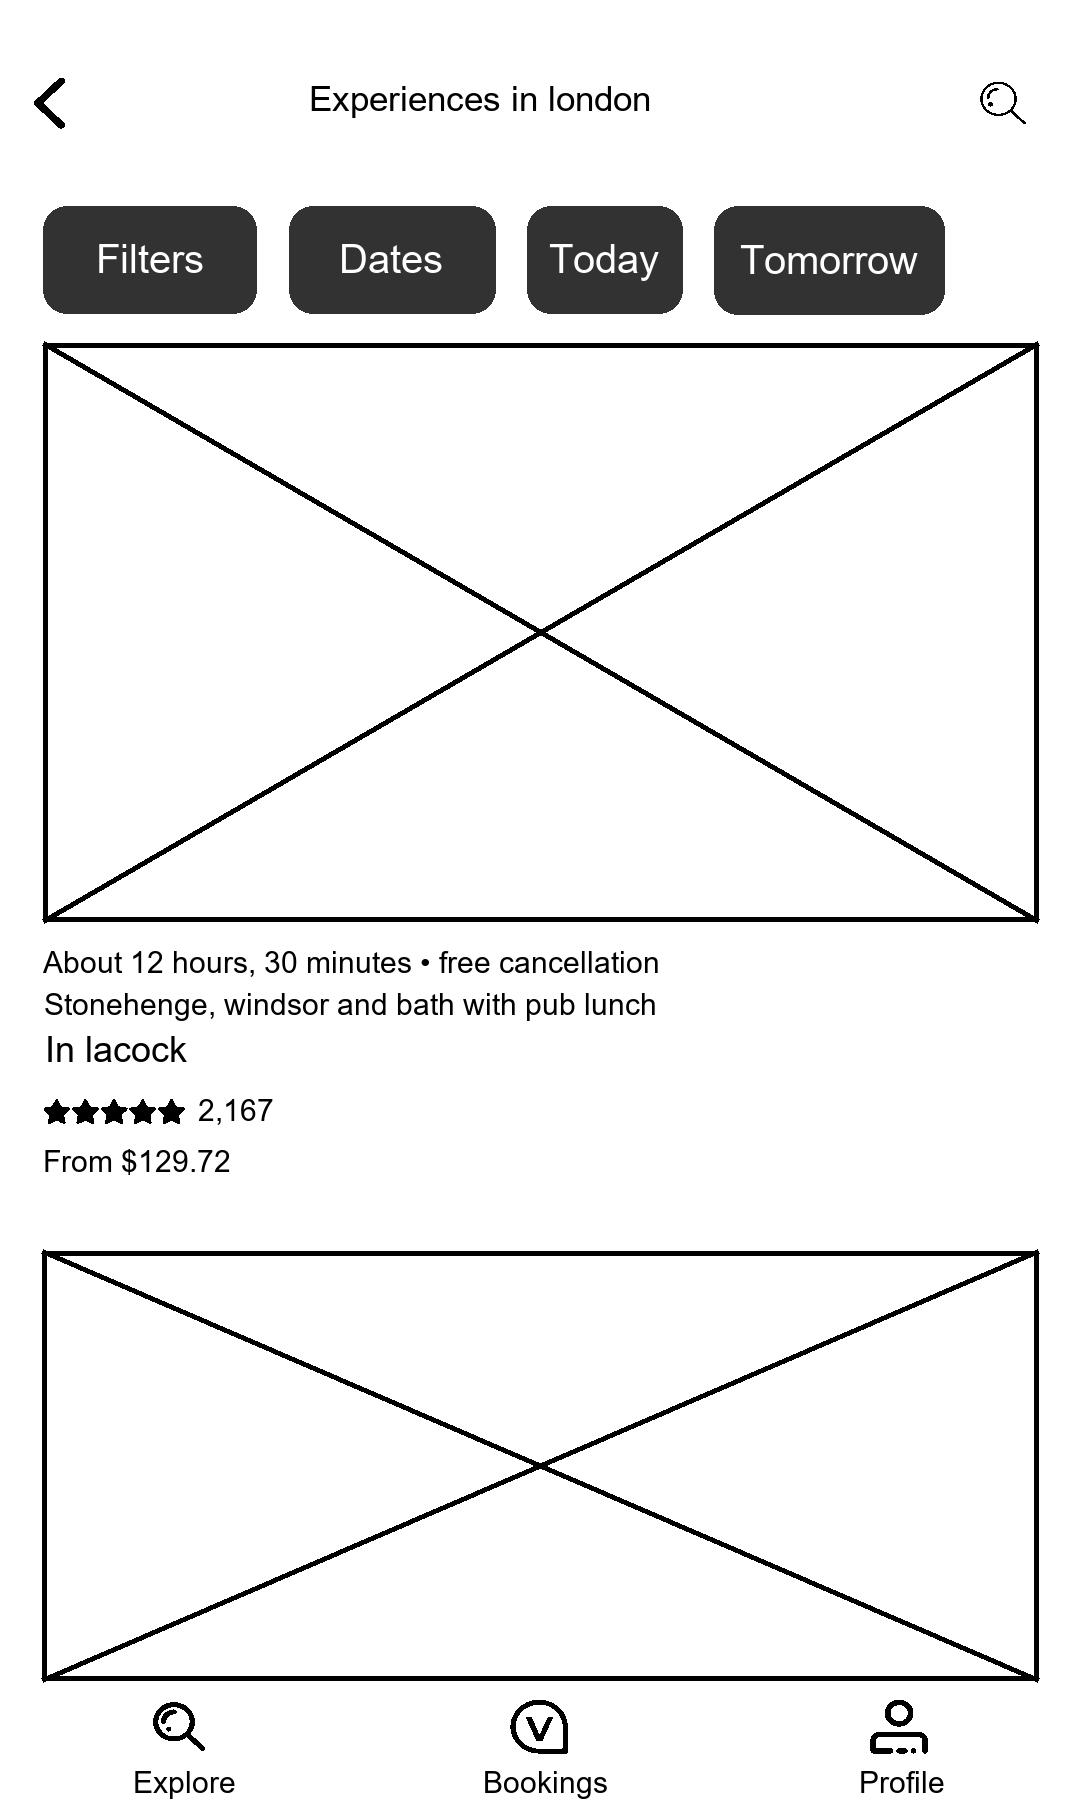 Experiences in london
Filters Dates Today Tomorrow
About 12 hours, 30 minutes • free cancellation
Stonehenge, windsor and bath with pub lunch
In lacock
2,167
From $129.72
Explore Bookings Profile